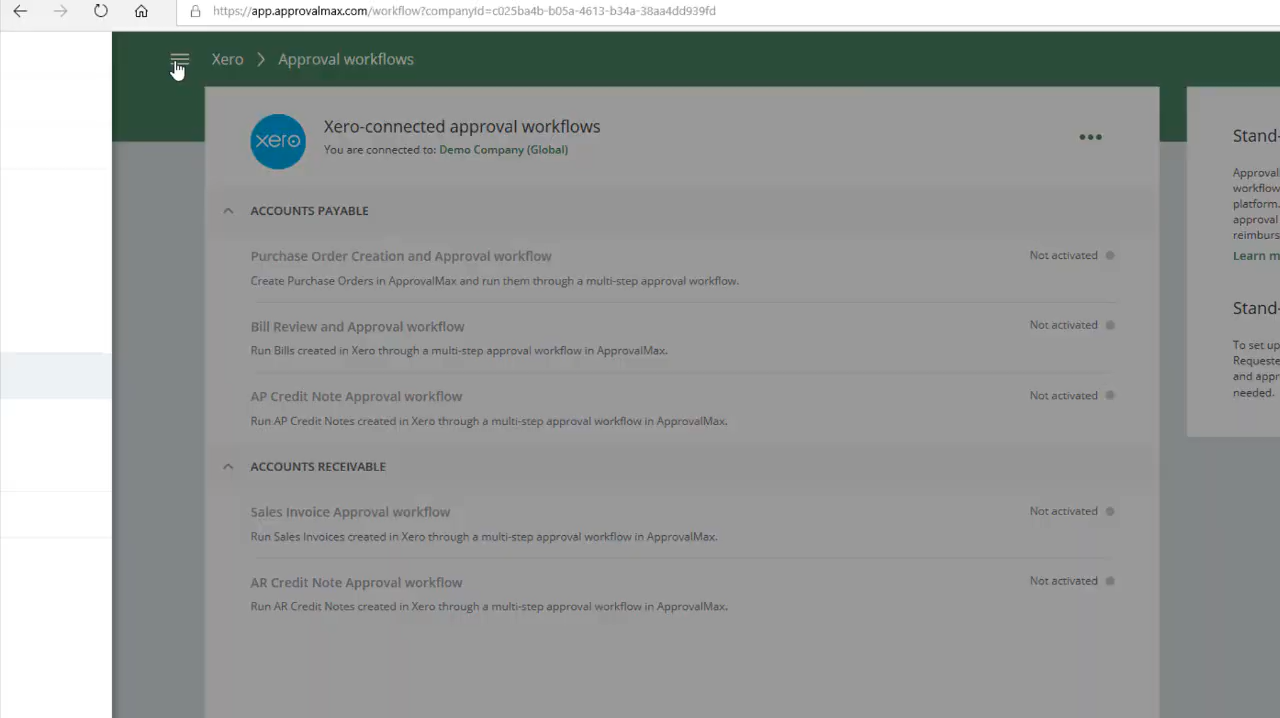 https://app.approvalmax.com/workflow?companyId=c025ba4b-b05a-4613-b34a-38aa4dd939fd
Xero > Approval workflows
xero
Xero-connected approval workflows
You are connected to: Demo Company (Global)
ACCOUNTS PAYABLE
Purchase Order Creation and Approval workflow
Not activated
Create Purchase Orders in ApprovalMax and run them through a multi-step approval workflow.
Bill Review and Approval workflow
Not activated
Run Bills created in Xero through a multi-step approval workflow in ApprovalMax.
AP Credit Note Approval workflow
Not activated
Run AP Credit Notes created in Xero through a multi-step approval workflow in ApprovalMax.
ACCOUNTS RECEIVABLE
Sales Invoice Approval workflow
Not activated
Run Sales Invoices created in Xero through a multi-step approval workflow in ApprovalMax.
AR Credit Note Approval workflow
Not activated
Run AR Credit Notes created in Xero through a multi-step approval workflow in ApprovalMax.
Stand-
Approval
workflow
platform.
approval
reimburs
Learn m
Stand-
To set up
Requeste
and appr
needed.